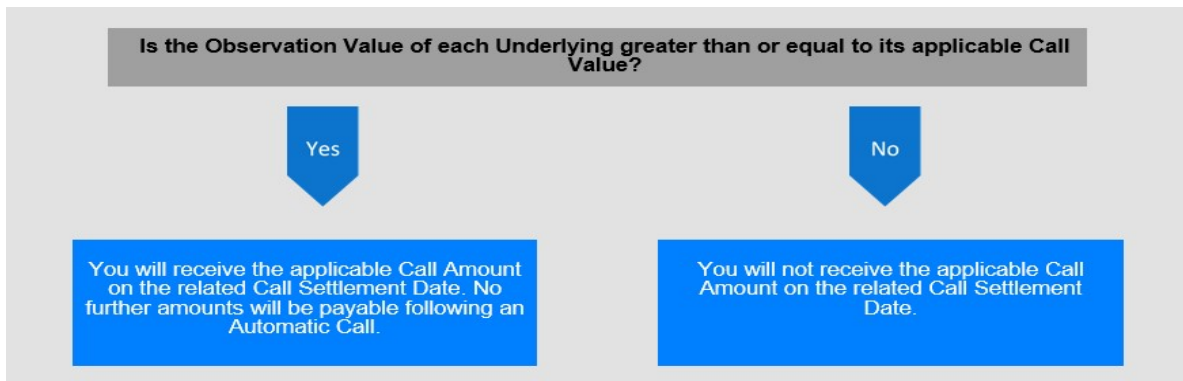 Is the Observation Value of each Underlying greater than or equal to its applicable Call
Value?
Yes
No
You will receive the applicable Call Amount
on the related Call Settlement Date. No
further amounts will be payable following an
Automatic Call.
You will not receive the applicable Call
Amount on the related Call Settlement
Date.